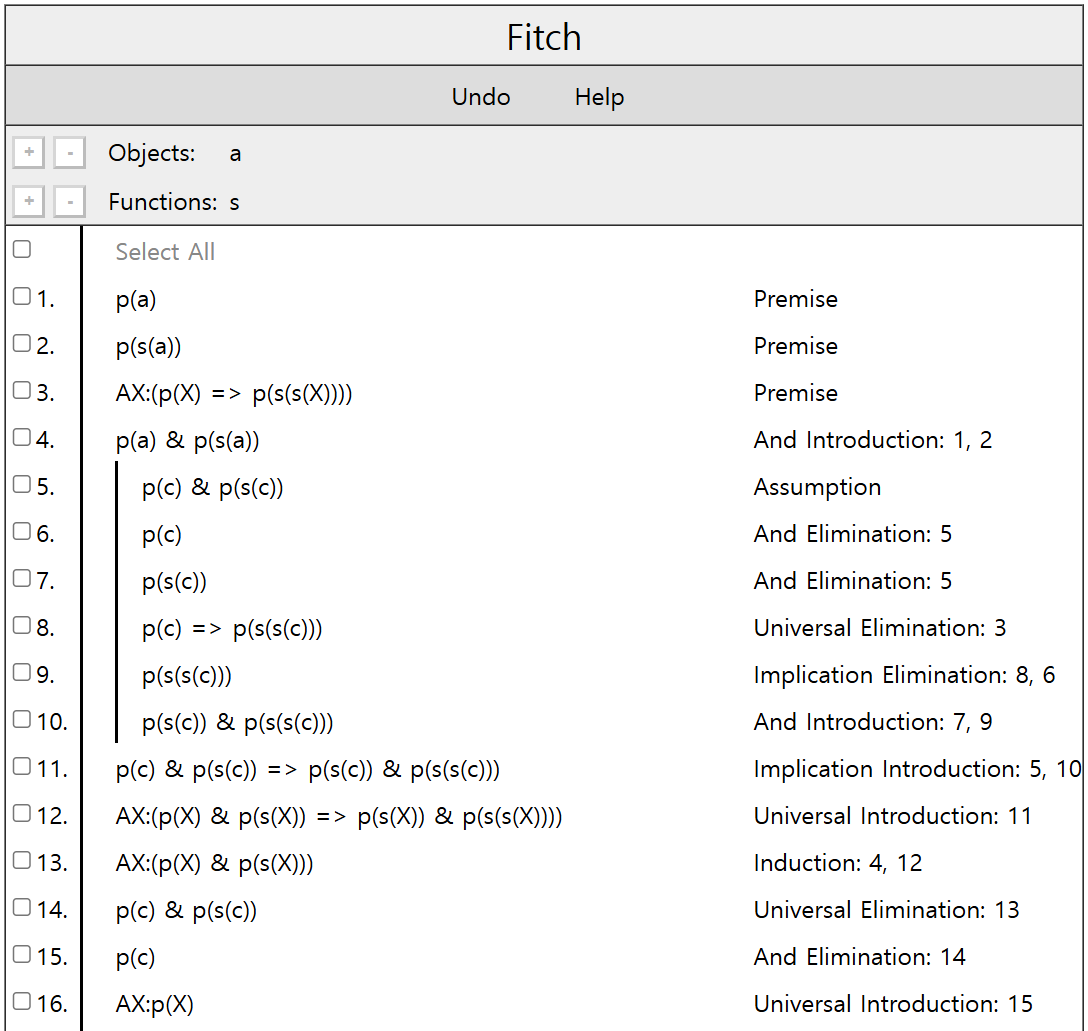 Fitch
Undo Help
+ - Objects: a
+ - Functions: s
Select All
1. p(a) Premise
2. p(s(a)) Premise
3. AX:(p(X) => p(s(s(X)))) Premise
4. p(a) & p(s(a)) And Introduction: 1, 2
5. p(c) & p(s(c)) Assumption
6. p(c) And Elimination: 5
7. p(s(c)) And Elimination: 5
8. p(c) => p(s(s(c))) Universal Elimination: 3
9. p(s(s(c))) Implication Elimination: 8, 6
10. p(s(c)) & p(s(s(c))) And Introduction: 7, 9
11. p(c) & p(s(c)) => p(s(c)) & p(s(s(c))) Implication Introduction: 5, 10
12. AX:(p(X) & p(s(X)) => p(s(X)) & p(s(s(X)))) Universal Introduction: 11
13. AX:(p(X) & p(s(X))) Induction: 4, 12
14. p(c) & p(s(c)) Universal Elimination: 13
15. p(c) And Elimination: 14
16. AX:p(X) Universal Introduction: 15